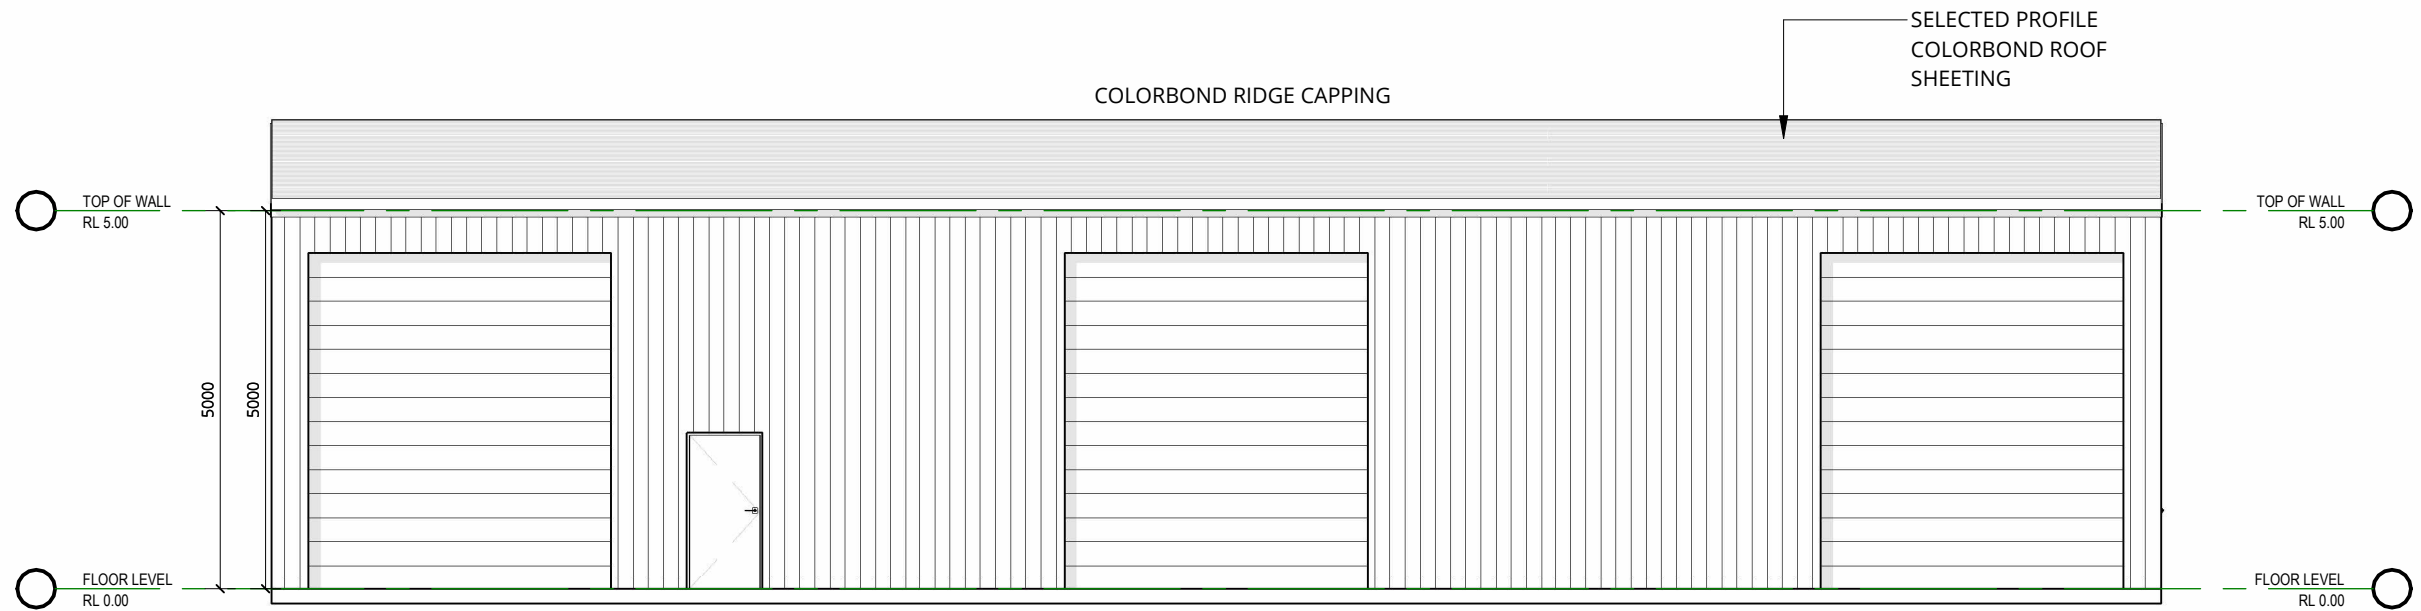 SELECTED PROFILE
COLORBOND ROOF
SHEETING
COLORBOND RIDGE CAPPING
TOP OF WALL
RL 5.00
TOP OF WALL
RL 5.00
5000
5000
FLOOR LEVEL
RL 0.00
FLOOR LEVEL
RL 0.00